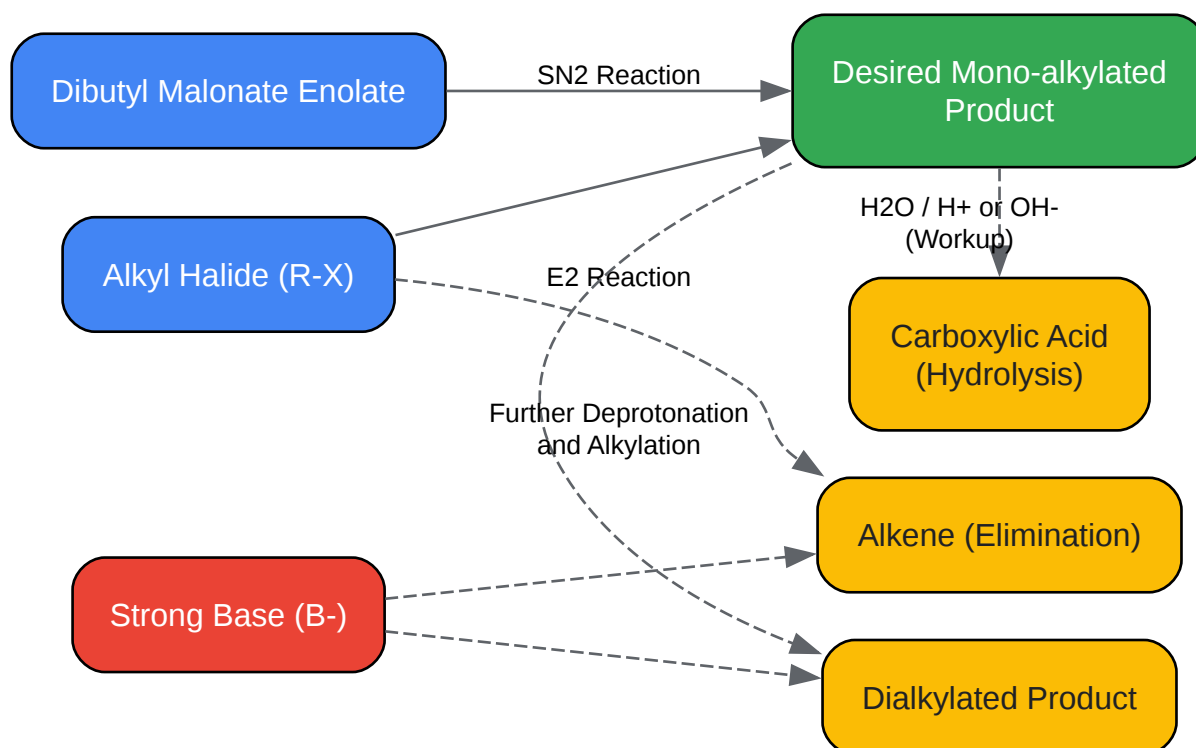 Dibutyl Malonate Enolate
SN2 Reaction
Desired Mono-alkylated
Product
H2O / H+ or OH-
(Workup)
Alkyl Halide (R-X)
E2 Reaction
Carboxylic Acid
(Hydrolysis)
Further Deprotonation
and Alkylation
Alkene (Elimination)
Strong Base (B-)
Dialkylated Product